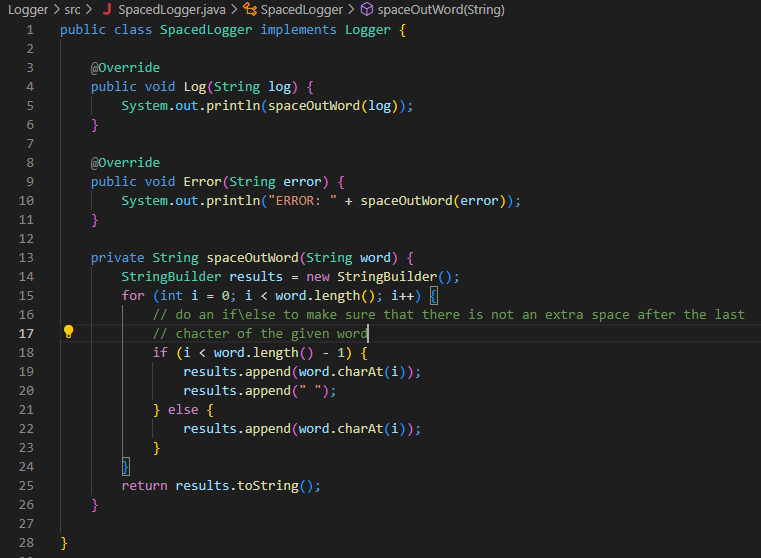 Logger > src > J SpacedLogger.java > SpacedLogger > spaceOutWord(String)
1 public class SpacedLogger implements Logger {
2
3 @Override
4 public void Log(String log) {
5 System.out.println(spaceOutWord(log));
6 }
7
8 @Override
9 public void Error(String error) {
10 System.out.println("ERROR: " + spaceOutWord(error));
11 }
12
13 private String spaceOutWord(String word) {
14 StringBuilder results = new StringBuilder();
15 for (int i = 0; i < word.length(); i++) {
16 // do an if\else to make sure that there is not an extra space after the last
17 // chacter of the given word
18 if (i < word.length() - 1) {
19 results.append(word.charAt(i));
20 results.append(" ");
21 } else {
22 results.append(word.charAt(i));
23 }
24 }
25 return results.toString();
26 }
27
28 }